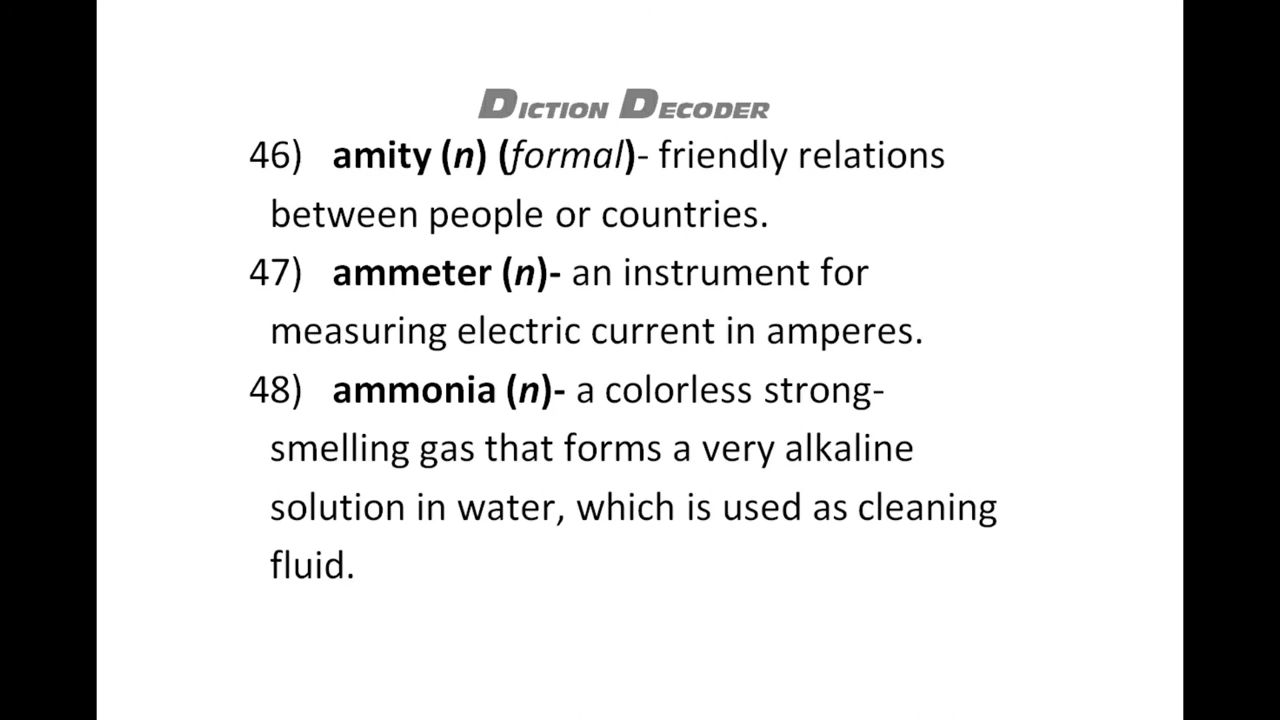 DICTION DECODER
46) amity (n) (formal)- friendly relations
between people or countries.
47) ammeter (n)- an instrument for
measuring electric current in amperes.
48) ammonia (n)- a colorless strong-
smelling gas that forms a very alkaline
solution in water, which is used as cleaning
fluid.